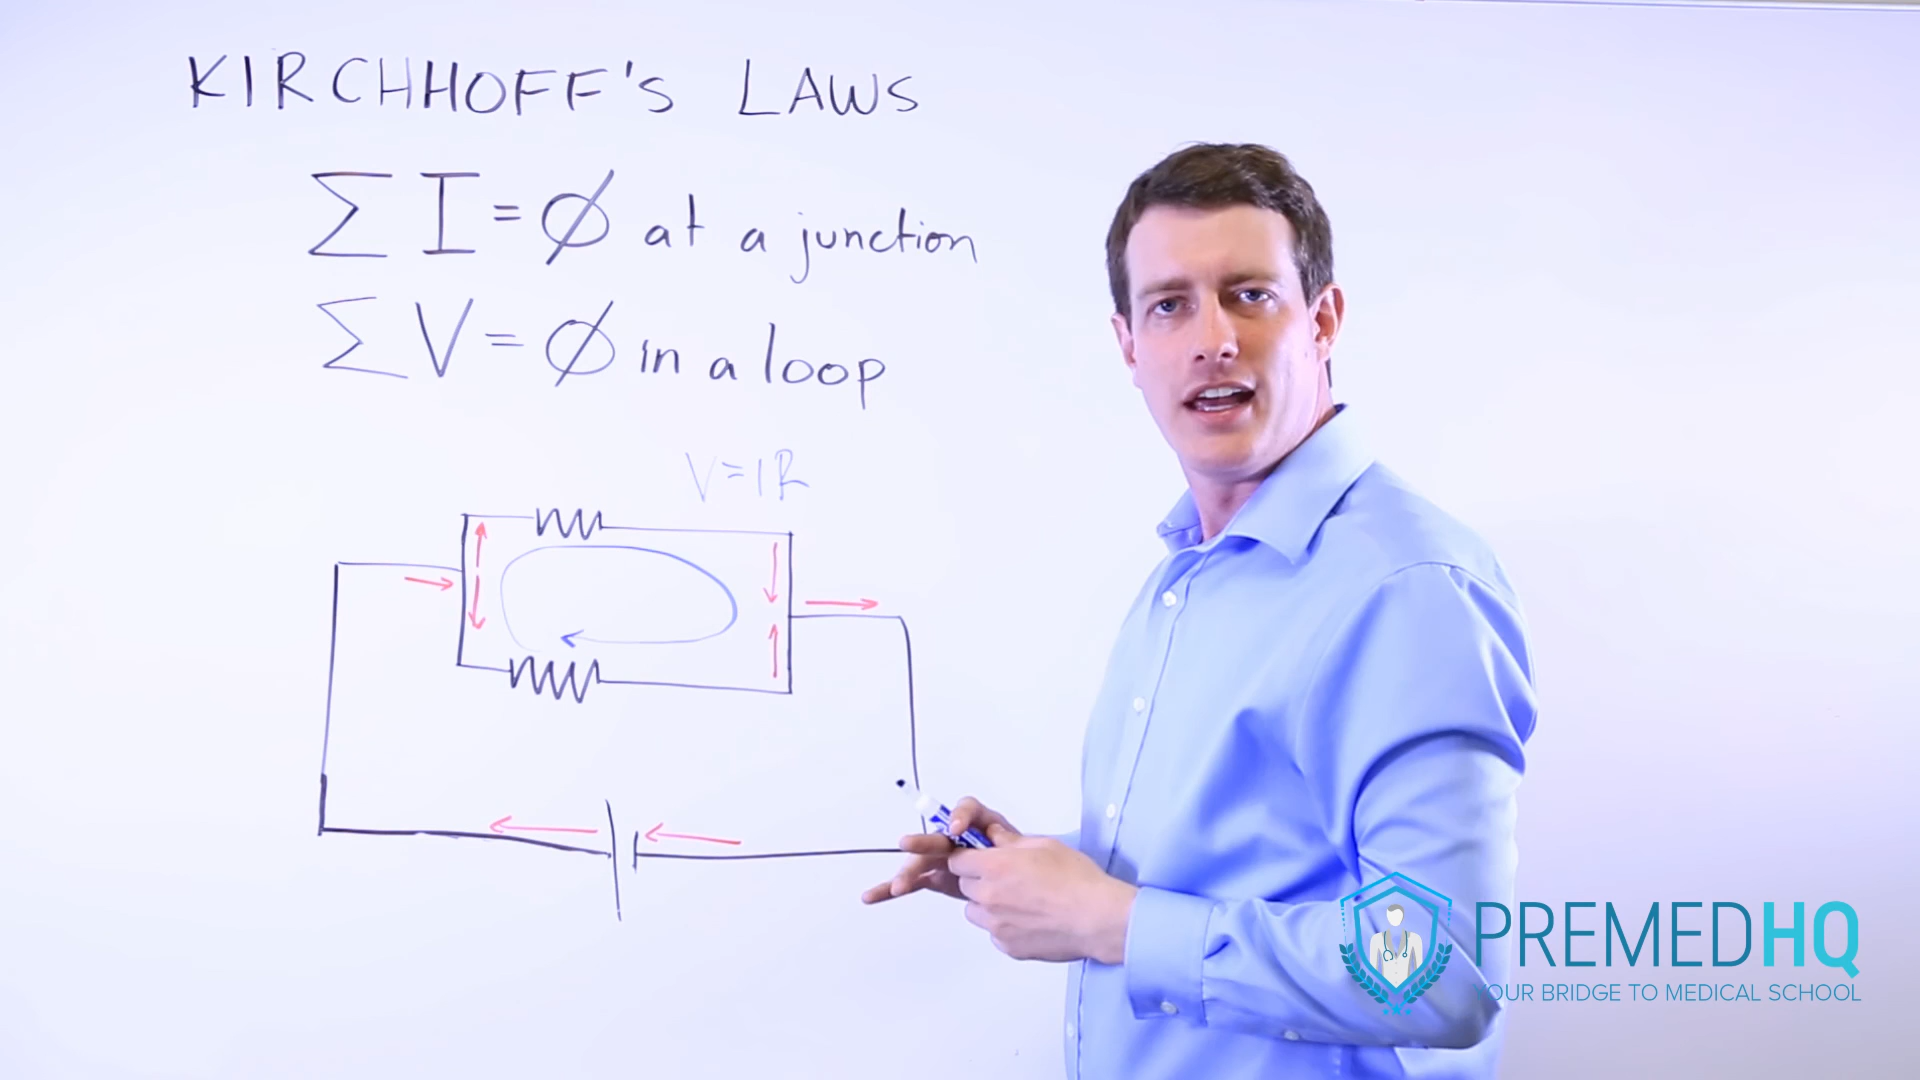 KIRCHHOFF'S LAWS
∑ I = ∅ at a junction
∑ V = ∅ in a loop
V = IR
PREMEDHQ
YOUR BRIDGE TO MEDICAL SCHOOL